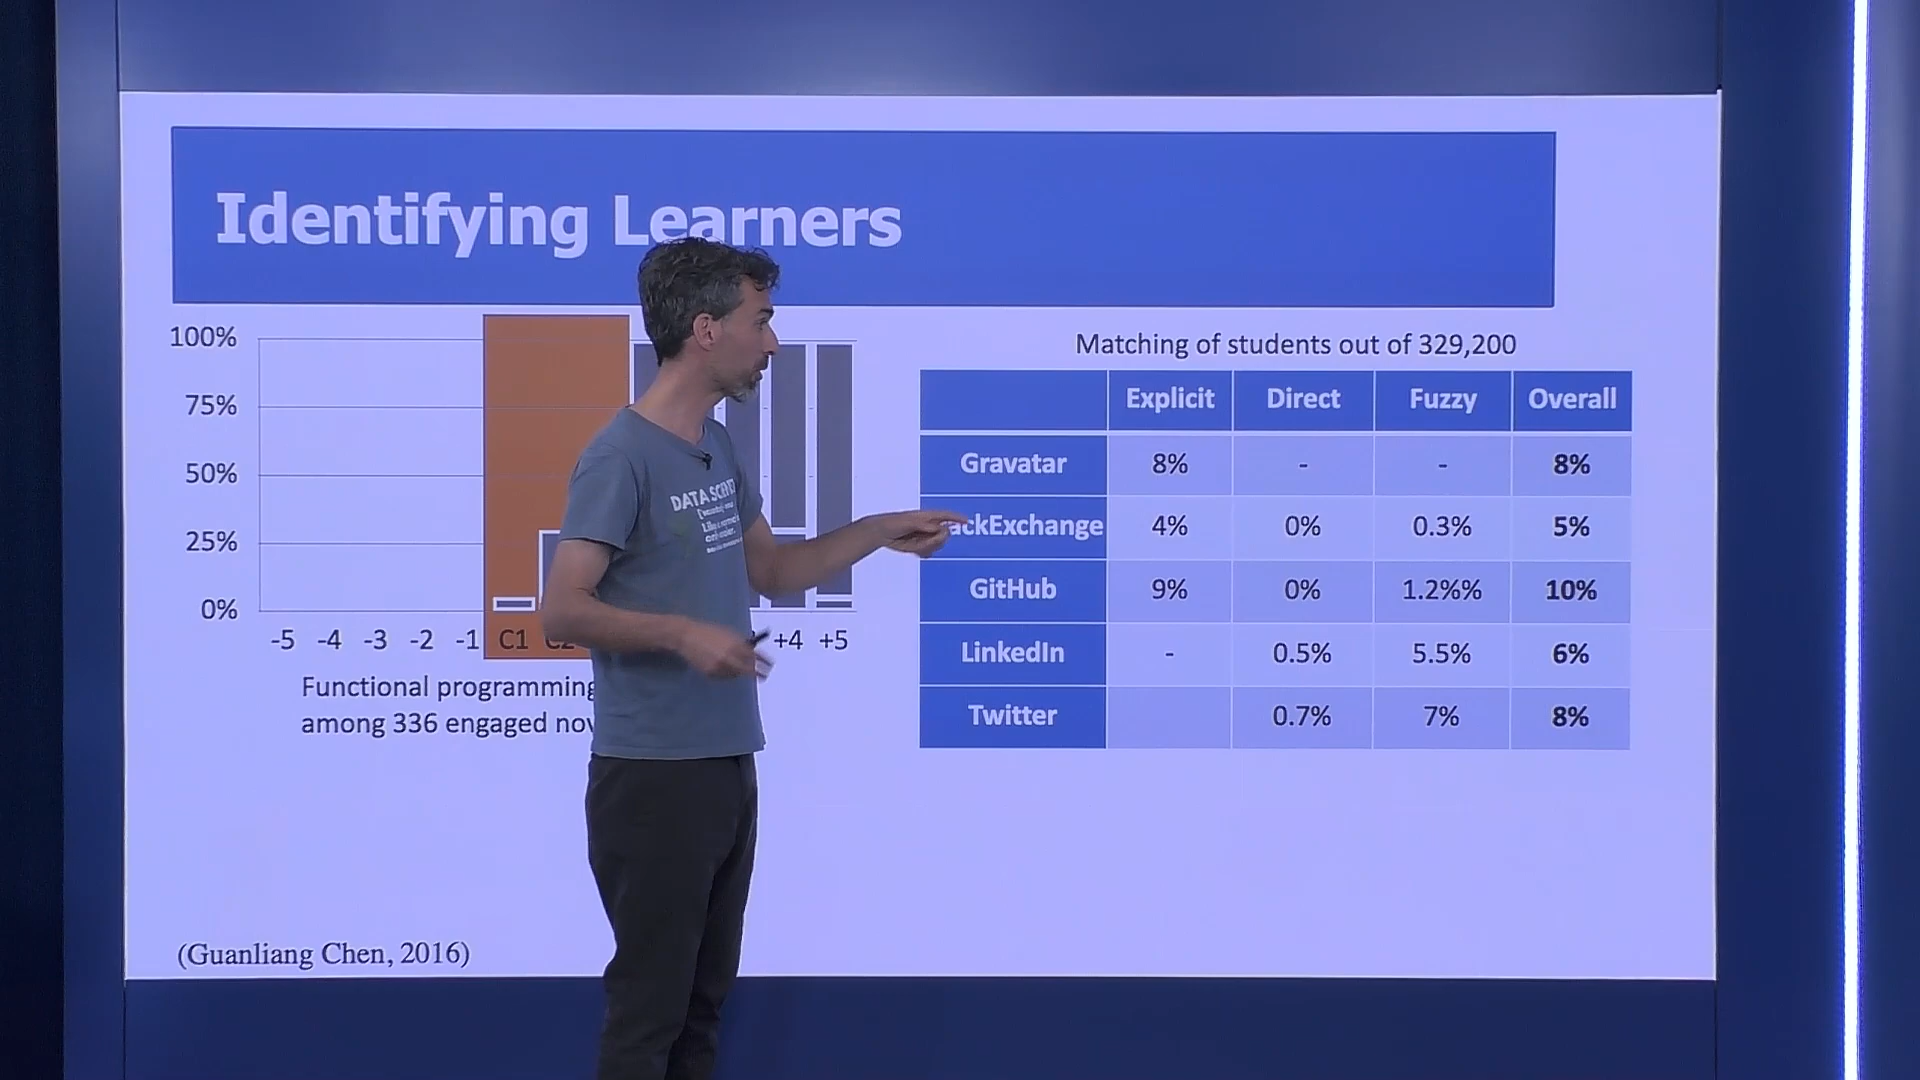 Identifying Learners
100%
75%
50%
25%
0%
-5 -4 -3 -2 -1 C1 C2 +4 +5
Functional programming
among 336 engaged
(Guanliang Chen, 2016)
Matching of students out of 329,200
Explicit Direct Fuzzy Overall
Gravatar 8% - - 8%
ackExchange 4% 0% 0.3% 5%
GitHub 9% 0% 1.2%% 10%
LinkedIn - 0.5% 5.5% 6%
Twitter 0.7% 7% 8%
DATA